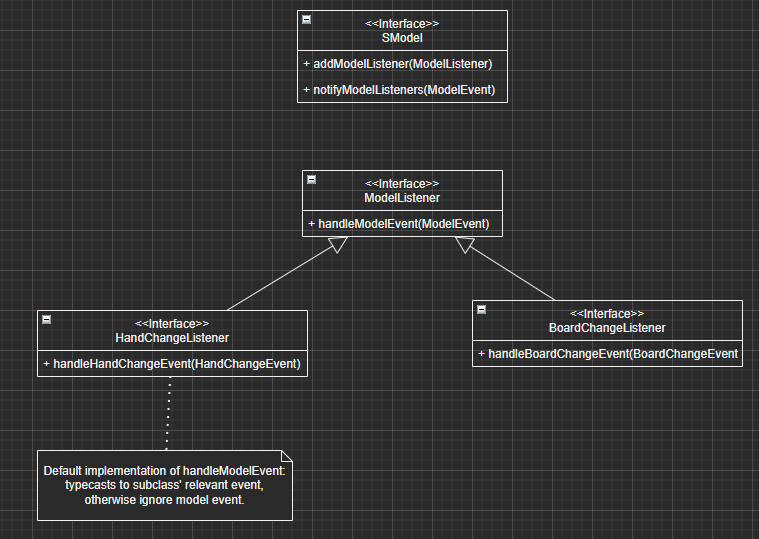 <<Interface>>
SModel
+ addModelListener(ModelListener)
+ notifyModelListeners(ModelEvent)
<<Interface>>
ModelListener
+ handleModelEvent(ModelEvent)
<<Interface>>
HandChangeListener
+ handleHandChangeEvent(HandChangeEvent)
<<Interface>>
BoardChangeListener
+ handleBoardChangeEvent(BoardChangeEvent
Default implementation of handleModelEvent:
typecasts to subclass' relevant event,
otherwise ignore model event.